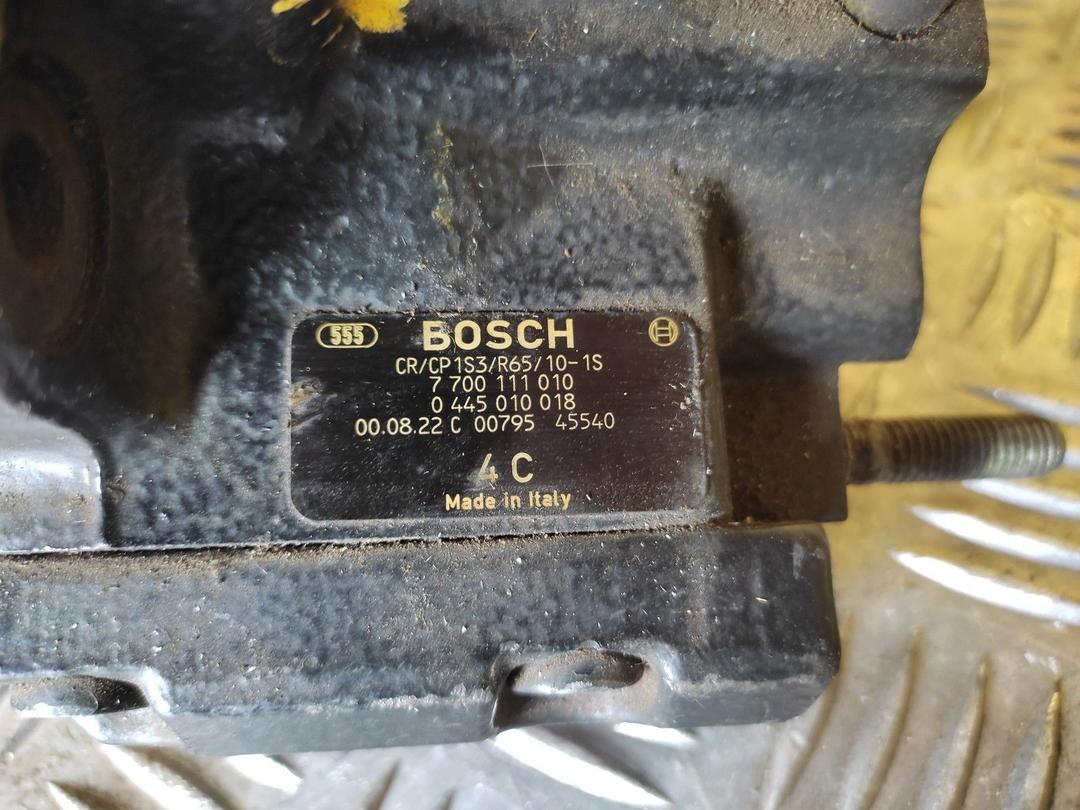 555 BOSCH
CR/CP1S3/R65/10-1S
7 700 111 010
0 445 010 018
00.08.22 C 00795 45540
4 C
Made in Italy